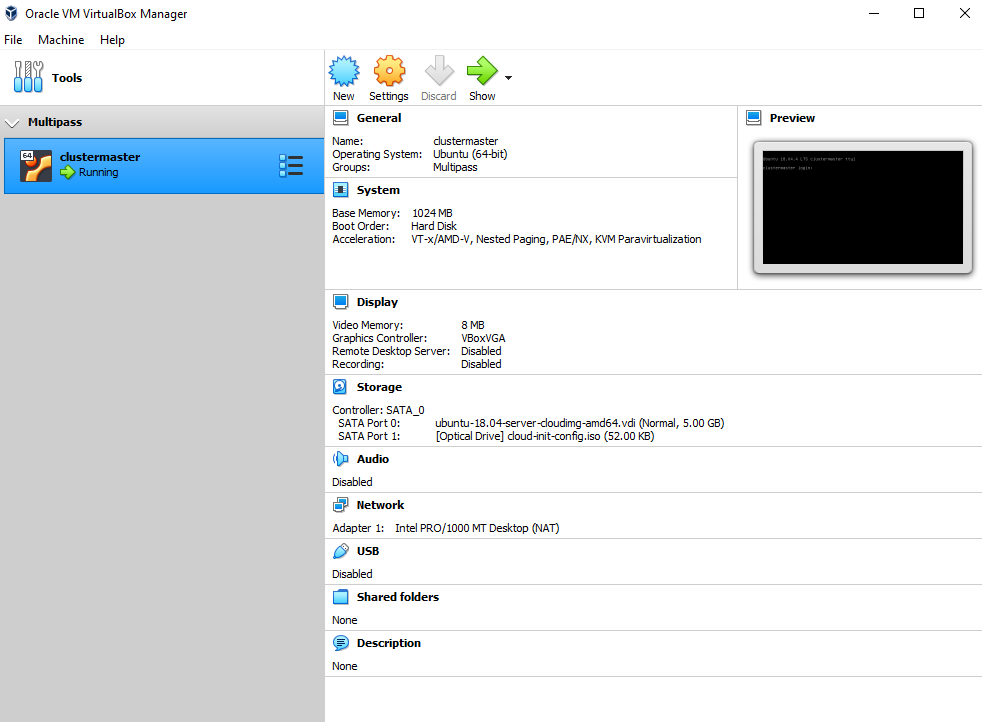 Oracle VM VirtualBox Manager
File Machine Help
Tools
New Settings Discard Show
Multipass
64
clustermaster
Running
General
Name: clustermaster
Operating System: Ubuntu (64-bit)
Groups: Multipass
Preview
Ubuntu 18.04.4 LTS clustermaster tty1
clustermaster login:
System
Base Memory: 1024 MB
Boot Order: Hard Disk
Acceleration: VT-x/AMD-V, Nested Paging, PAE/NX, KVM Paravirtualization
Display
Video Memory: 8 MB
Graphics Controller: VBoxVGA
Remote Desktop Server: Disabled
Recording: Disabled
Storage
Controller: SATA_0
SATA Port 0: ubuntu-18.04-server-cloudimg-amd64.vdi (Normal, 5.00 GB)
SATA Port 1: [Optical Drive] cloud-init-config.iso (52.00 KB)
Audio
Disabled
Network
Adapter 1: Intel PRO/1000 MT Desktop (NAT)
USB
Disabled
Shared folders
None
Description
None